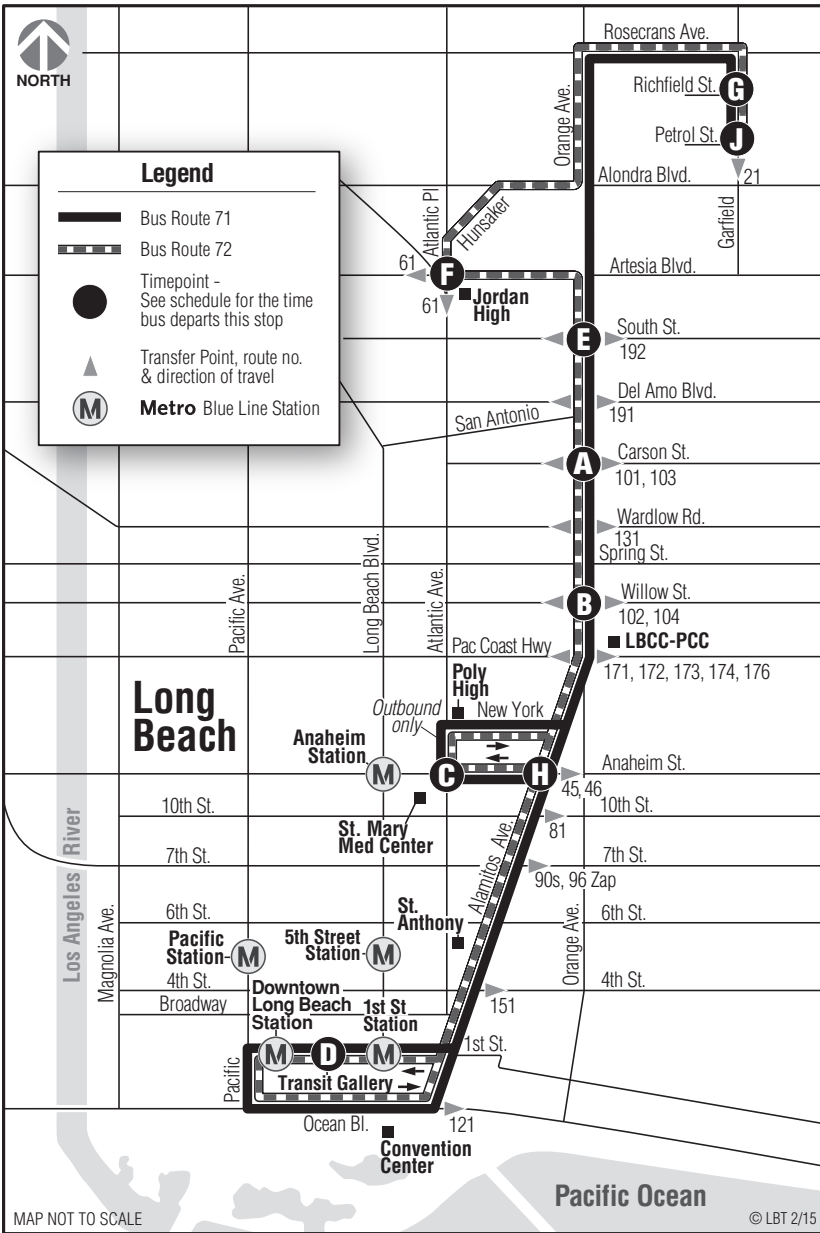 NORTH
Rosecrans Ave.
Richfield St.
G
Orange Ave.
Petrol St.
J
Legend
Bus Route 71
Bus Route 72
Timepoint -
See schedule for the time
bus departs this stop
Transfer Point, route no.
& direction of travel
M
Metro Blue Line Station
Alondra Blvd.
21
Atlantic Pl
Hunsaker
Garfield
61
F
Artesia Blvd.
61
Jordan
High
E
South St.
192
Del Amo Blvd.
191
San Antonio
A
Carson St.
101, 103
Wardlow Rd.
131
Spring St.
Pacific Ave.
Long Beach Blvd.
Atlantic Ave.
B
Willow St.
102, 104
LBCC-PCC
Pac Coast Hwy
171, 172, 173, 174, 176
Long
Beach
Poly
High
Outbound
only
New York
Anaheim
Station
M
C
H
Anaheim St.
45, 46
10th St.
10th St.
81
St. Mary
Med Center
Los Angeles River
7th St.
7th St.
90s, 96 Zap
Alamitos Ave.
Magnolia Ave.
6th St.
St.
Anthony
6th St.
Orange Ave.
Pacific
Station
M
5th Street
Station
M
4th St.
4th St.
151
Broadway
Downtown
Long Beach
Station
1st St
Station
M
D
M
1st St.
Pacific
Transit Gallery
Ocean Bl.
121
Convention
Center
Pacific Ocean
MAP NOT TO SCALE
© LBT 2/15